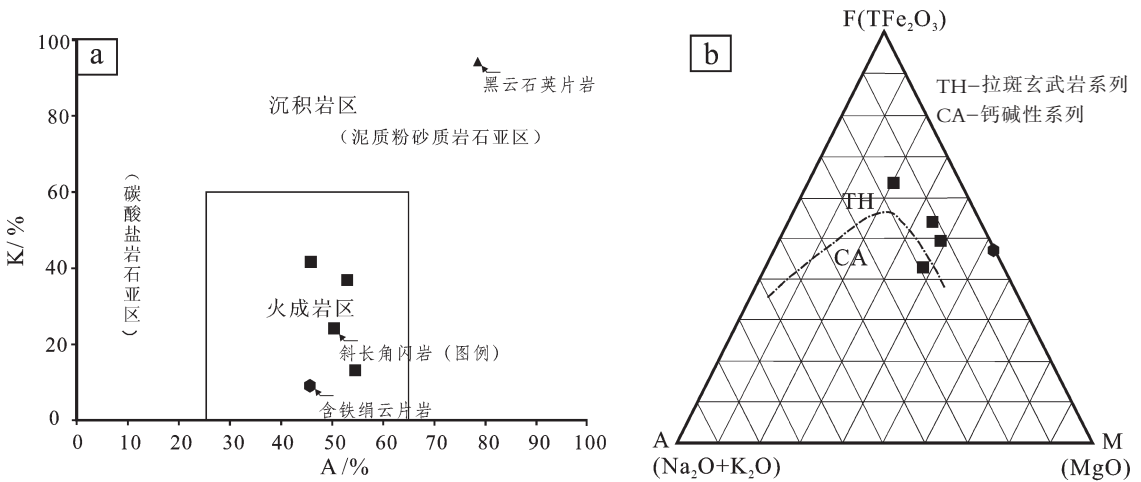 a
100
80
60
40
20
0
K/%
0
10
20
30
40
50
60
70
80
90
100
A/%
黑云石英片岩
沉积岩区
(泥质粉砂质岩石亚区)
(碳酸盐岩石亚区)
火成岩区
斜长角闪岩(图例)
含铁绢云片岩
b
F(TFe₂O₃)
TH-拉斑玄武岩系列
CA-钙碱性系列
TH
CA
A
(Na₂O+K₂O)
M
(MgO)